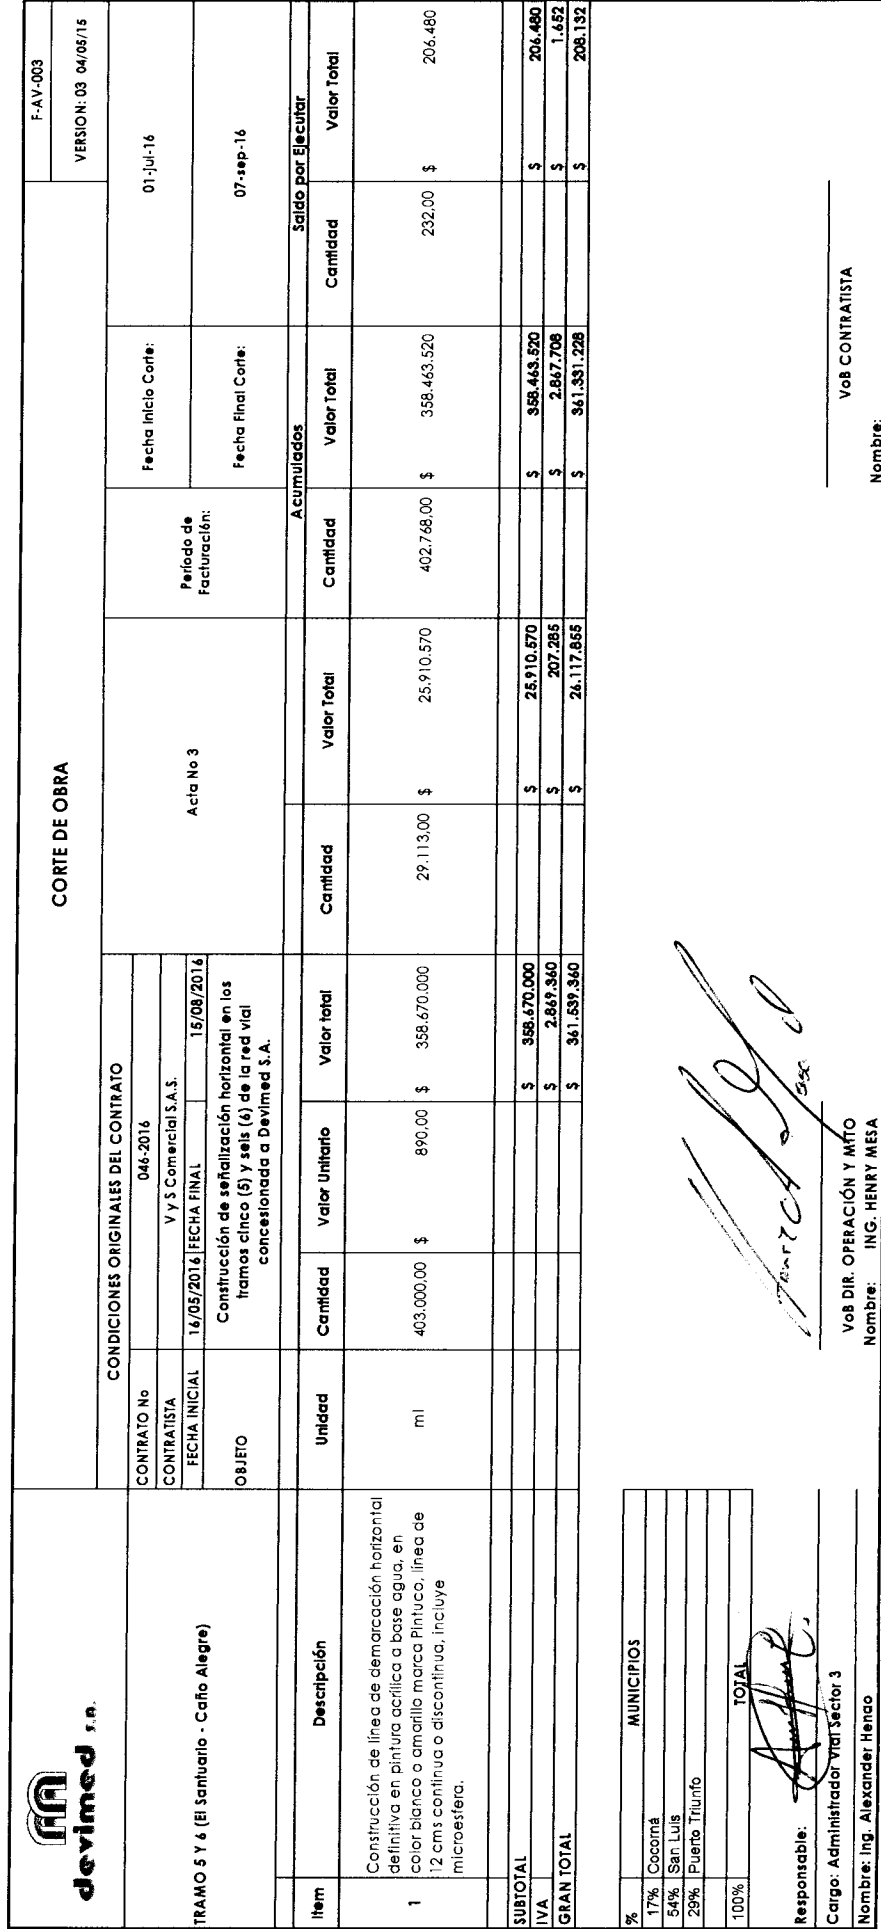 devimed s.a.
CORTE DE OBRA
F-AV-003
VERSION: 03 04/05/15
TRAMO 5 Y 6 (El Santuario - Caño Alegre)
CONDICIONES ORIGINALES DEL CONTRATO
CONTRATO No 046-2016
CONTRATISTA V y S Comercial S.A.S.
FECHA INICIAL 16/05/2016 FECHA FINAL 15/08/2016
OBJETO
Construcción de señalización horizontal en los
tramos cinco (5) y seis (6) de la red vial
concesionada a Devimed S.A.
Acta No 3
Período de
Facturación:
Fecha Inicio Corte: 01-jul-16
Fecha Final Corte: 07-sep-16
Acumulados Saldo por Ejecutar
Item Descripción Unidad Cantidad Valor Unitario Valor total Cantidad Valor Total Cantidad Valor Total Cantidad Valor Total
Construcción de línea de demarcación horizontal
definitiva en pintura acrílica a base agua, en
color blanco o amarillo marca Pintuco, línea de
12 cms continua o discontinua, incluye
microesfera.
1 ml 403.000,00 $ 890,00 $ 358.670.000 29.113,00 $ 25.910.570 402.768,00 $ 358.463.520 232,00 $ 206.480
SUBTOTAL $ 358.670.000 $ 25.910.570 $ 358.463.520 $ 206.480
IVA $ 2.869.360 $ 207.285 $ 2.867.708 $ 1.652
GRAN TOTAL $ 361.539.360 $ 26.117.855 $ 361.331.228 $ 208.132
% MUNICIPIOS
17% Cocorná
54% San Luis
29% Puerto Triunfo
100% TOTAL
Responsable:
Cargo: Administrador Vial Sector 3
Nombre: Ing. Alexander Henao
VoB DIR. OPERACIÓN Y MTTO
Nombre: ING. HENRY MESA
VoB CONTRATISTA
Nombre: